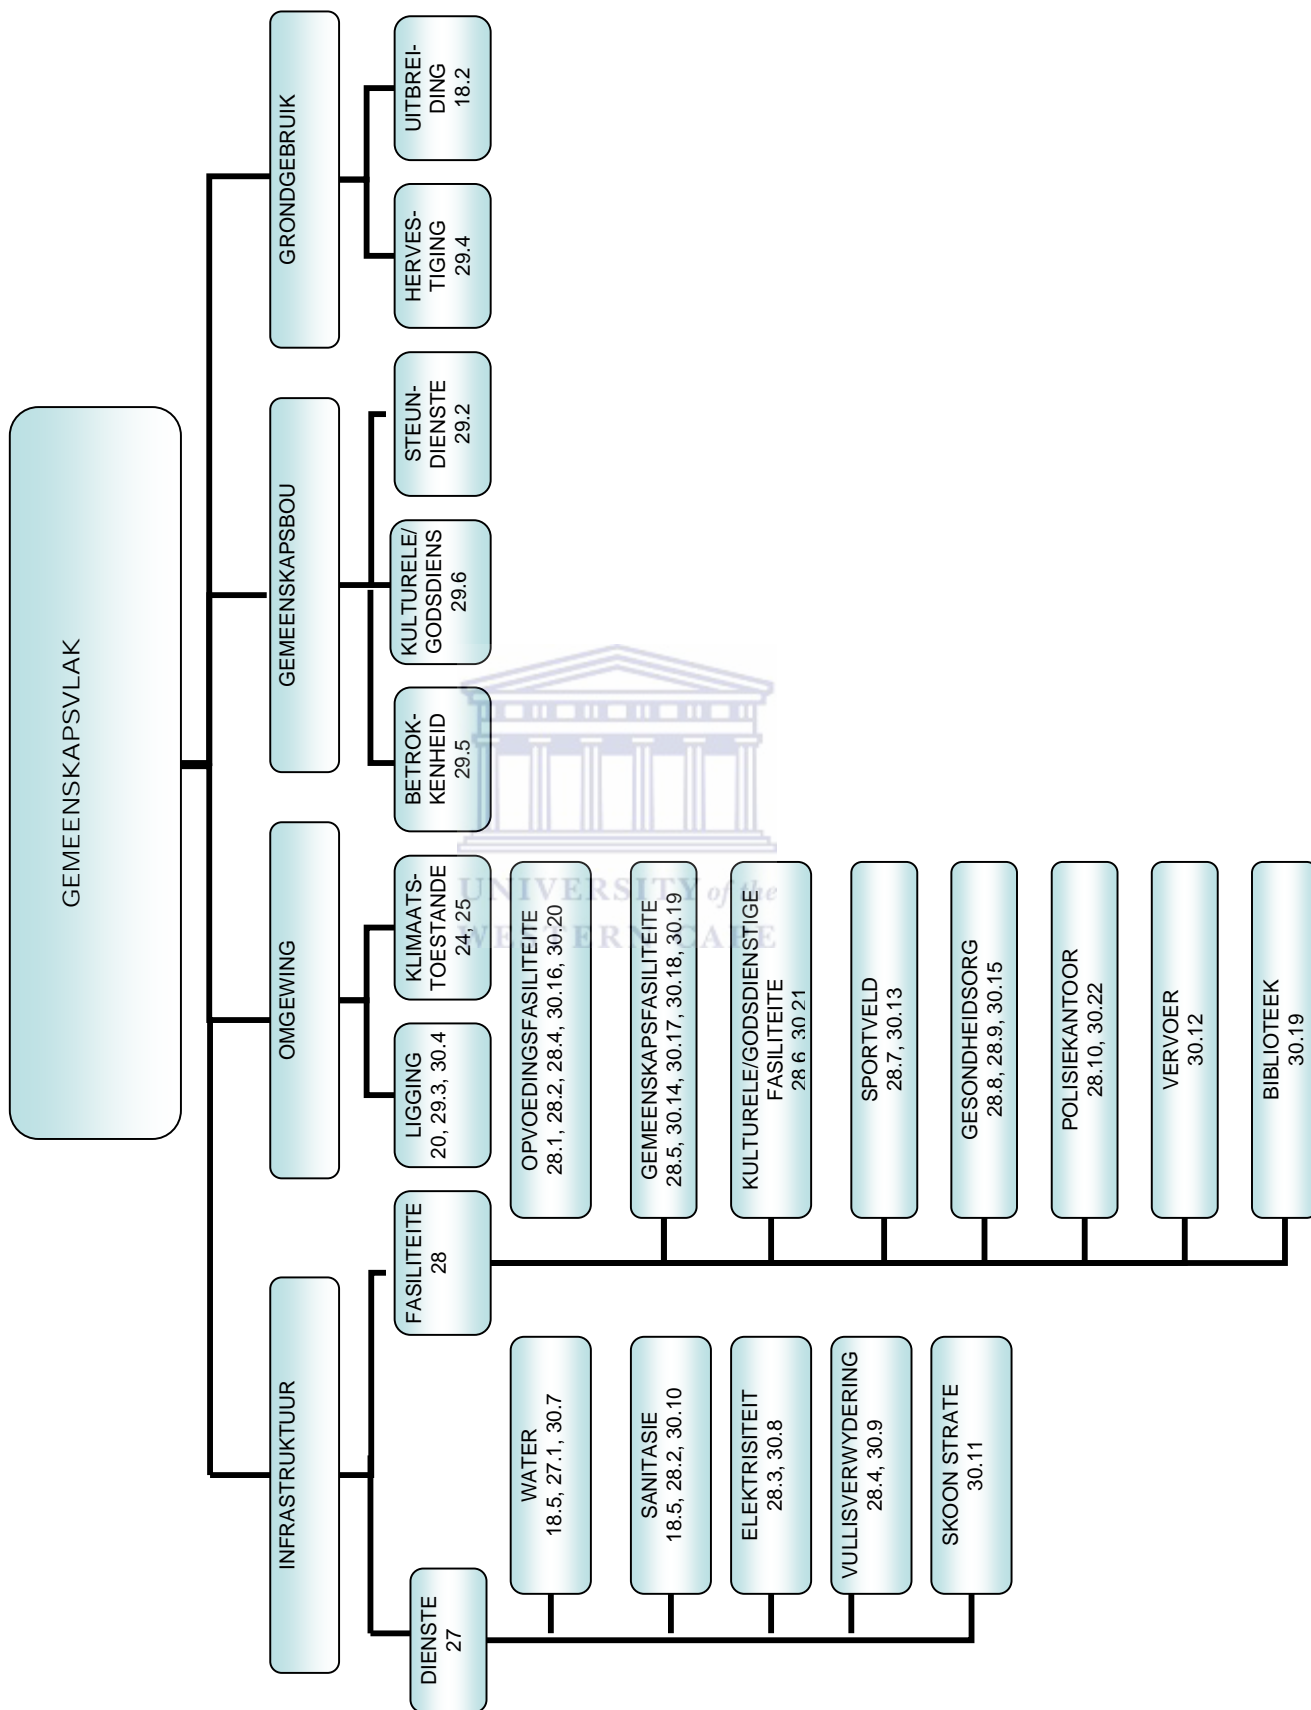 GEMEENSKAPSVLAK
INFRASTRUKTUUR
OMGEWING
GEMEENSKAPSBOU
GRONDGEBRUIK
DIENSTE
27
FASILITEITE
28
LIGGING
20, 29.3, 30.4
KLIMAATS-
TOESTANDE
24, 25
BETROK-
KENHEID
29.5
KULTURELE/
GODSDIENS
29.6
STEUN-
DIENSTE
29.2
HERVES-
TIGING
29.4
UITBREI-
DING
18.2
WATER
18.5, 27.1, 30.7
SANITASIE
18.5, 28.2, 30.10
ELEKTRISITEIT
28.3, 30.8
VULLISVERWYDERING
28.4, 30.9
SKOON STRATE
30.11
OPVOEDINGSFASILITEITE
28.1, 28.2, 28.4, 30.16, 30.20
GEMEENSKAPSFASILITEITE
28.5, 30.14, 30.17, 30.18, 30.19
KULTURELE/GODSDIENSTIGE
FASILITEITE
28.6, 30.21
SPORTVELD
28.7, 30.13
GESONDHEIDSORG
28.8, 28.9, 30.15
POLISIEKANTOOR
28.10, 30.22
VERVOER
30.12
BIBLIOTEEK
30.19
UNIVERSITY of the
WESTERN CAPE